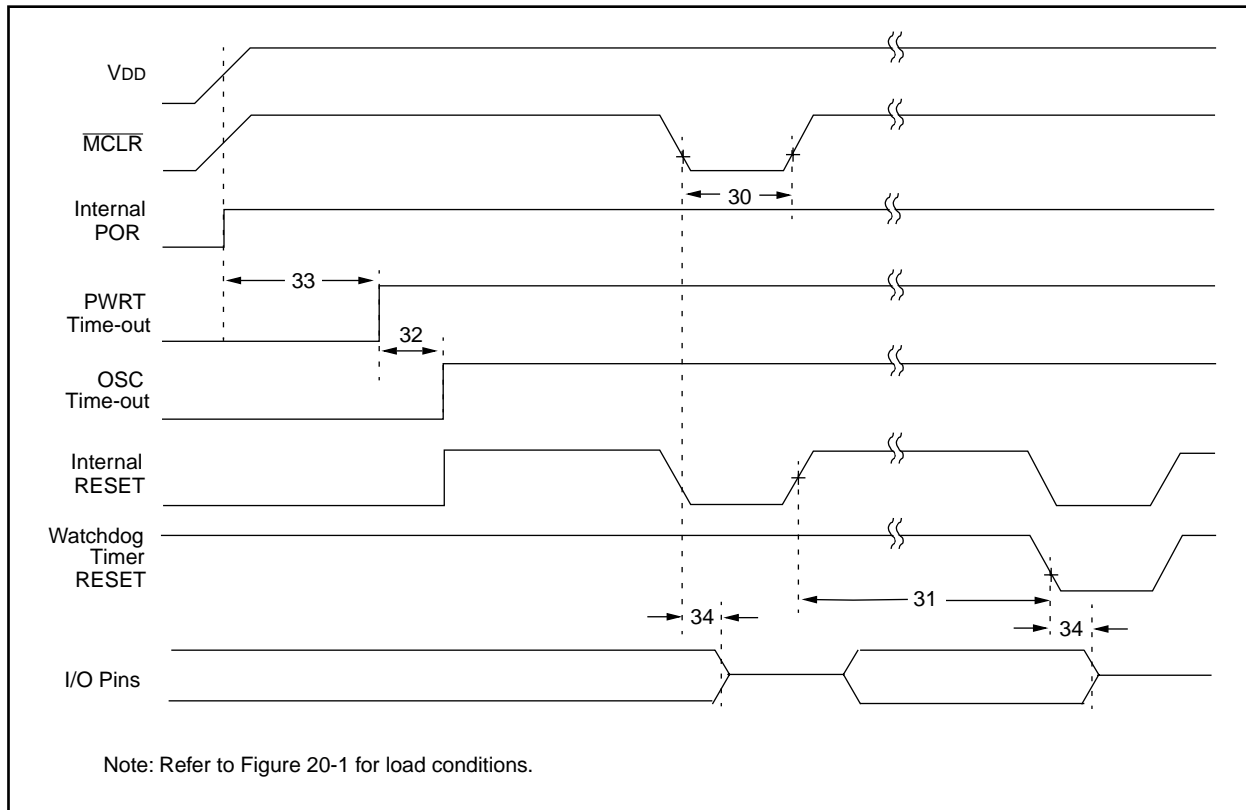 VDD
MCLR
30
Internal
POR
33
PWRT
Time-out
32
OSC
Time-out
Internal
RESET
Watchdog
Timer
RESET
31
34
34
I/O Pins
Note: Refer to Figure 20-1 for load conditions.